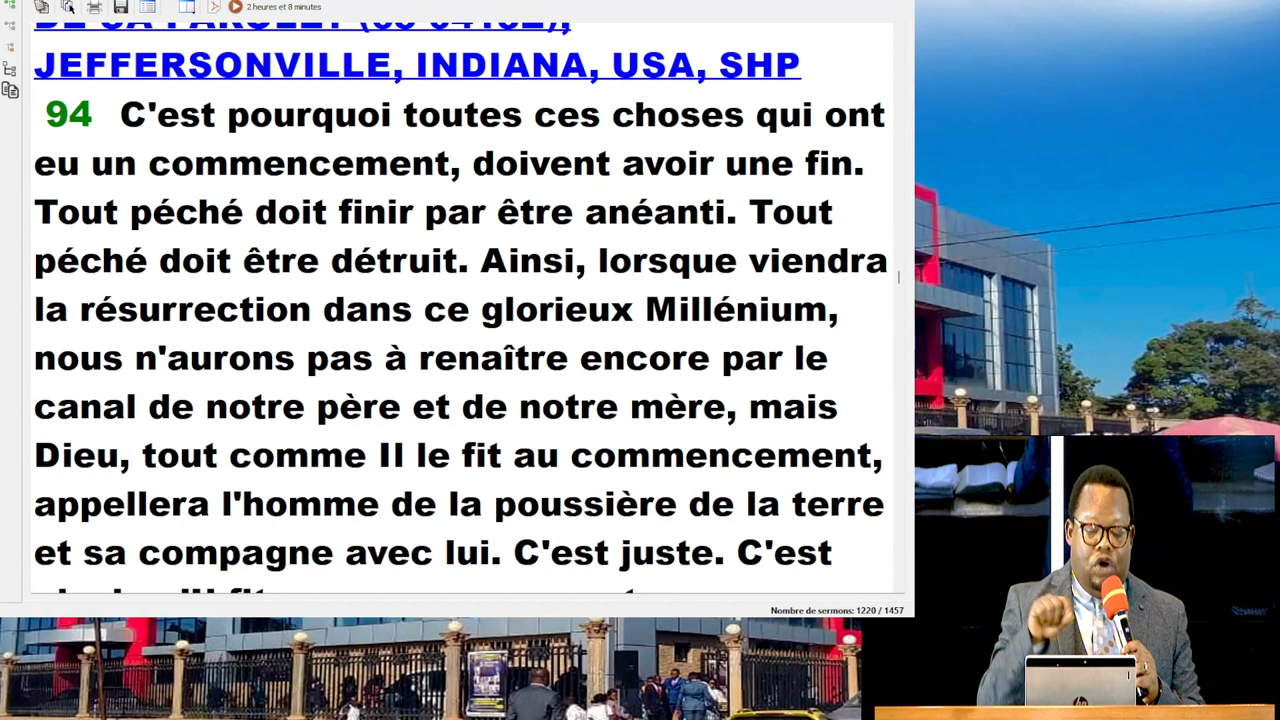 2 heures et 8 minutes
DE SA PAROLE?
JEFFERSONVILLE, INDIANA, USA, SHP
94 C'est pourquoi toutes ces choses qui ont
eu un commencement, doivent avoir une fin.
Tout péché doit finir par être anéanti. Tout
péché doit être détruit. Ainsi, lorsque viendra
la résurrection dans ce glorieux Millénium,
nous n'aurons pas à renaître encore par le
canal de notre père et de notre mère, mais
Dieu, tout comme Il le fit au commencement,
appellera l'homme de la poussière de la terre
et sa compagne avec lui. C'est juste. C'est
Nombre de sermons: 1220 / 1457
hp